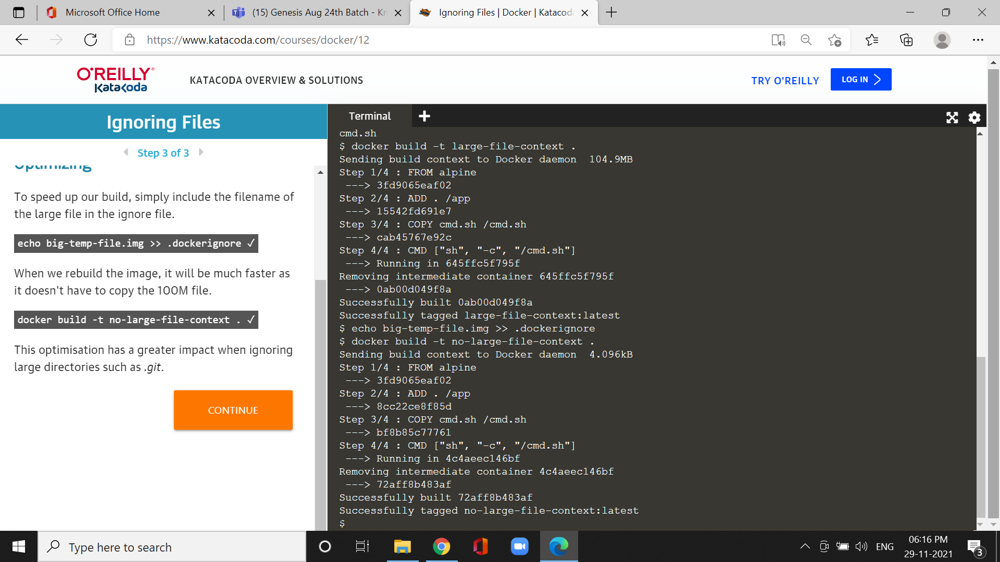 Microsoft Office Home
(15) Genesis Aug 24th Batch - Kn
Ignoring Files | Docker | Katacoda
https://www.katacoda.com/courses/docker/12
O'REILLY®
Katacoda
KATACODA OVERVIEW & SOLUTIONS
TRY O'REILLY
LOG IN
Ignoring Files
Step 3 of 3
Optimizing
To speed up our build, simply include the filename of
the large file in the ignore file.
echo big-temp-file.img >> .dockerignore ✓
When we rebuild the image, it will be much faster as
it doesn't have to copy the 100M file.
docker build -t no-large-file-context . ✓
This optimisation has a greater impact when ignoring
large directories such as .git.
CONTINUE
Terminal
cmd.sh
$ docker build -t large-file-context .
Sending build context to Docker daemon  104.9MB
Step 1/4 : FROM alpine
---> 3fd9065eaf02
Step 2/4 : ADD . /app
---> 15542fd691e7
Step 3/4 : COPY cmd.sh /cmd.sh
---> cab45767e92c
Step 4/4 : CMD ["sh", "-c", "/cmd.sh"]
---> Running in 645ffc5f795f
Removing intermediate container 645ffc5f795f
---> 0ab00d049f8a
Successfully built 0ab00d049f8a
Successfully tagged large-file-context:latest
$ echo big-temp-file.img >> .dockerignore
$ docker build -t no-large-file-context .
Sending build context to Docker daemon  4.096kB
Step 1/4 : FROM alpine
---> 3fd9065eaf02
Step 2/4 : ADD . /app
---> 8cc22ce8f85d
Step 3/4 : COPY cmd.sh /cmd.sh
---> bf8b85c77761
Step 4/4 : CMD ["sh", "-c", "/cmd.sh"]
---> Running in 4c4aeec146bf
Removing intermediate container 4c4aeec146bf
---> 72aff8b483af
Successfully built 72aff8b483af
Successfully tagged no-large-file-context:latest
$
Type here to search
ENG
06:16 PM
29-11-2021
3